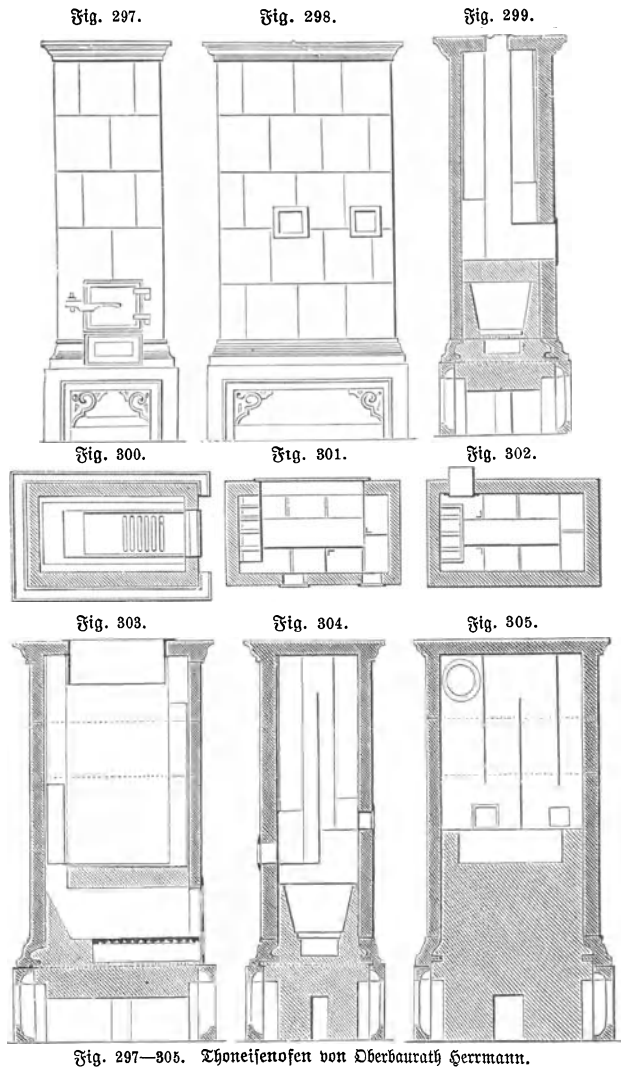 Fig. 297. Fig. 298. Fig. 299.
Fig. 300. Fig. 301. Fig. 302.
Fig. 303. Fig. 304. Fig. 305.
Fig. 297—305. Thoneisenofen von Oberbaurath Herrmann.